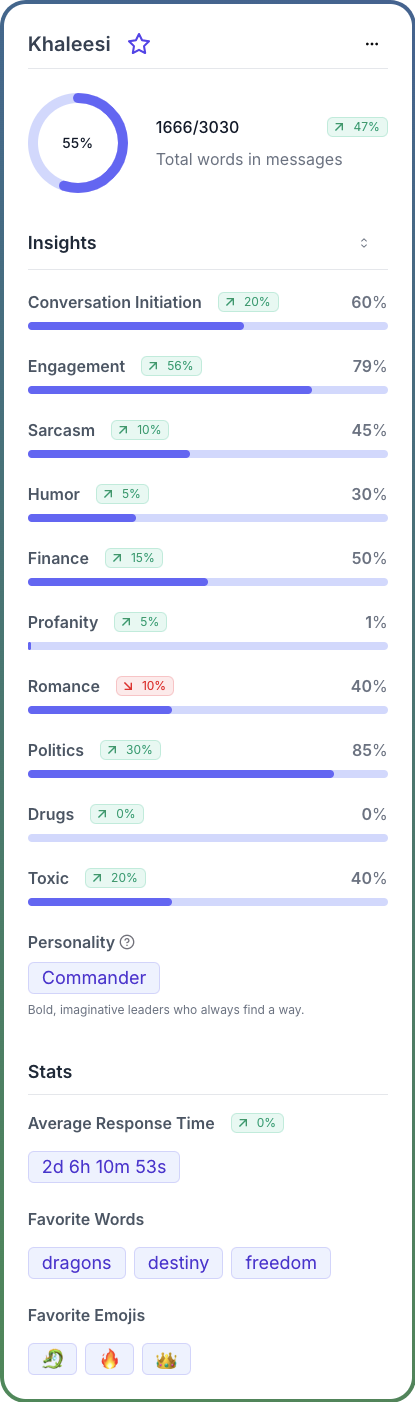 Khaleesi
55%
1666/3030 47%
Total words in messages
Insights
Conversation Initiation 20% 60%
Engagement 56% 79%
Sarcasm 10% 45%
Humor 5% 30%
Finance 15% 50%
Profanity 5% 1%
Romance 10% 40%
Politics 30% 85%
Drugs 0% 0%
Toxic 20% 40%
Personality ?
Commander
Bold, imaginative leaders who always find a way.
Stats
Average Response Time 0%
2d 6h 10m 53s
Favorite Words
dragons destiny freedom
Favorite Emojis